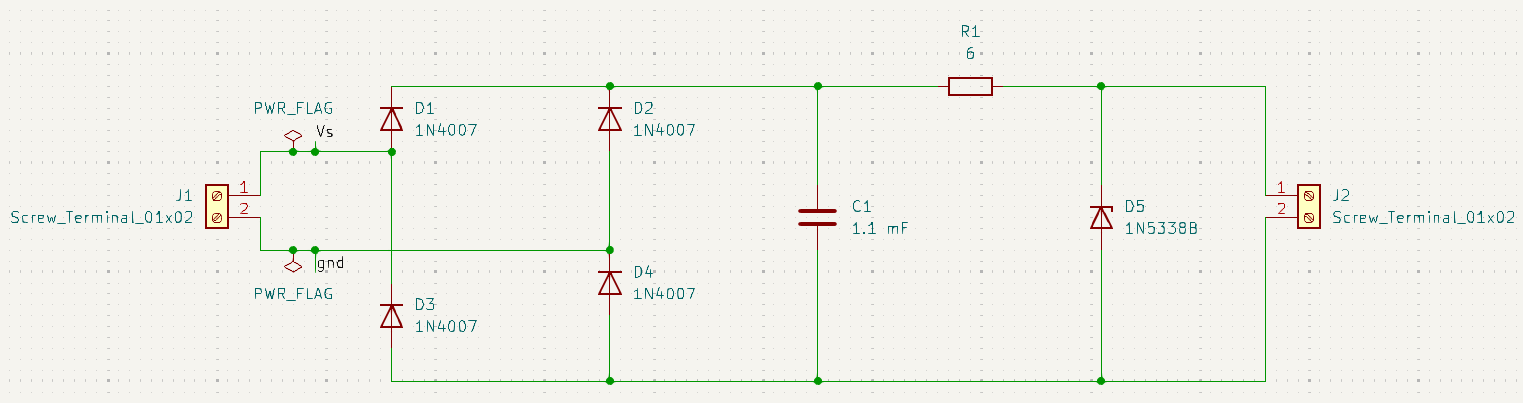 R1
6
PWR_FLAG
Vs
D1
1N4007
D2
1N4007
J1
Screw_Terminal_01x02
1
2
C1
1.1 mF
D5
1N5338B
1
2
J2
Screw_Terminal_01x02
gnd
PWR_FLAG
D4
1N4007
D3
1N4007